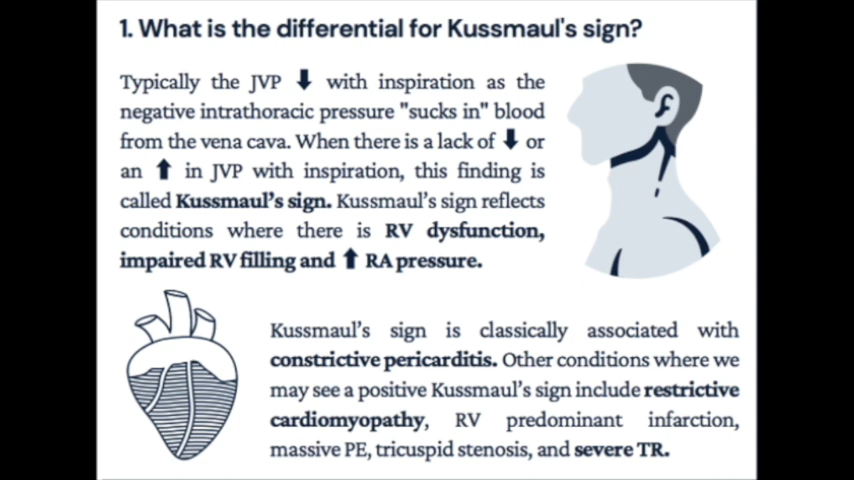 1. What is the differential for Kussmaul's sign?
Typically the JVP ⬇ with inspiration as the
negative intrathoracic pressure "sucks in" blood
from the vena cava. When there is a lack of ⬇ or
an ⬆ in JVP with inspiration, this finding is
called Kussmaul’s sign. Kussmaul’s sign reflects
conditions where there is RV dysfunction,
impaired RV filling and ⬆ RA pressure.
Kussmaul’s sign is classically associated with
constrictive pericarditis. Other conditions where we
may see a positive Kussmaul’s sign include restrictive
cardiomyopathy, RV predominant infarction,
massive PE, tricuspid stenosis, and severe TR.